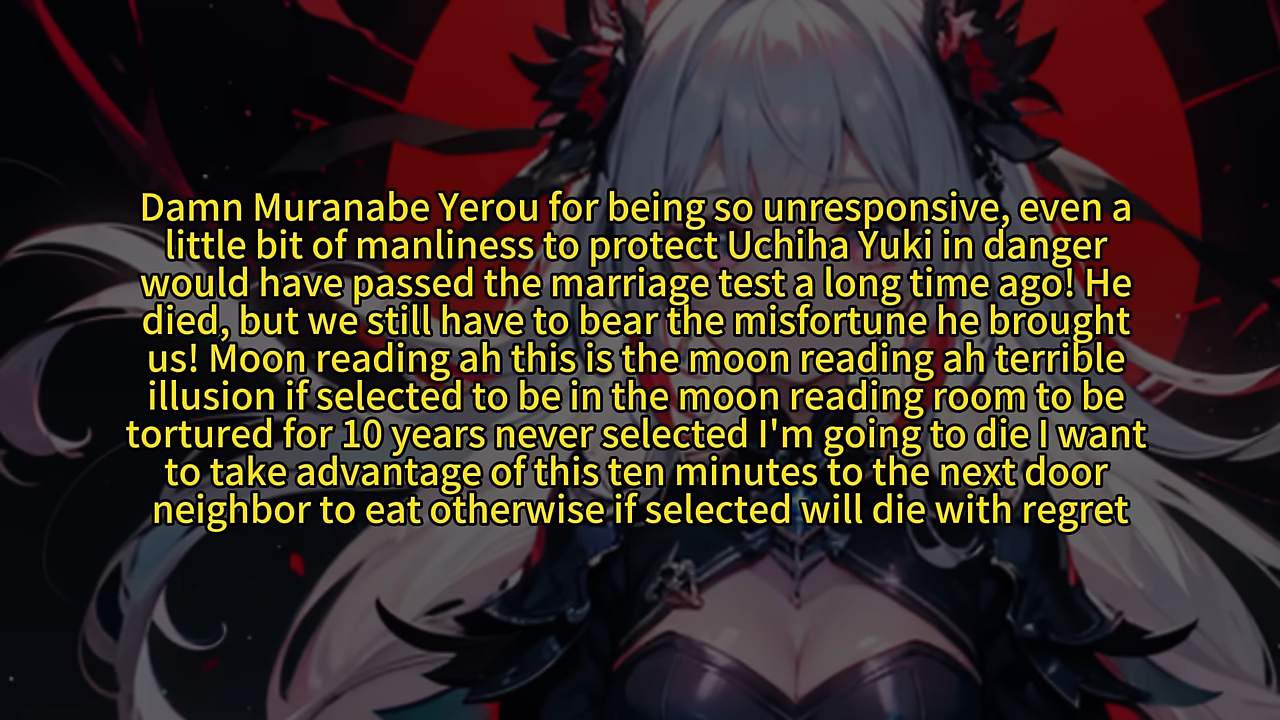 Damn Muranabe Yerou for being so unresponsive, even a
little bit of manliness to protect Uchiha Yuki in danger
would have passed the marriage test a long time ago! He
died, but we still have to bear the misfortune he brought
us! Moon reading ah this is the moon reading ah terrible
illusion if selected to be in the moon reading room to be
tortured for 10 years never selected I'm going to die I want
to take advantage of this ten minutes to the next door
neighbor to eat otherwise if selected will die with regret